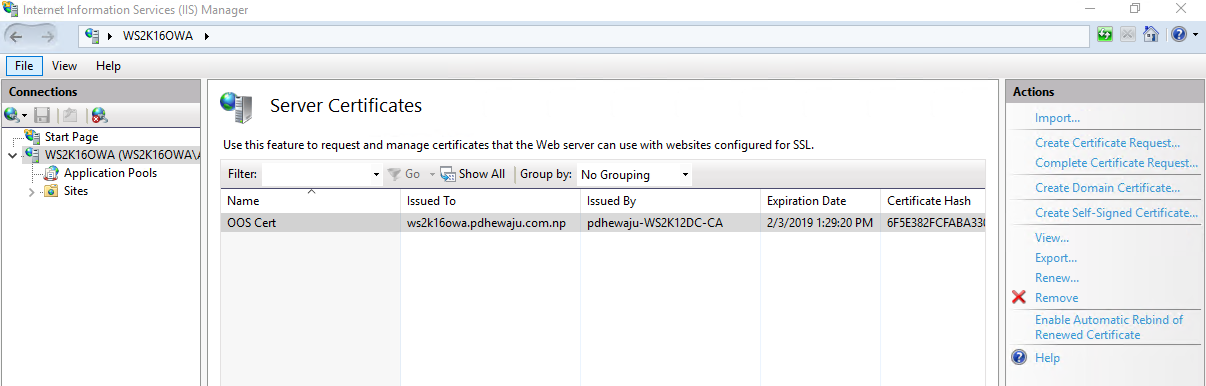 Internet Information Services (IIS) Manager
WS2K16OWA
File View Help
Connections
Start Page
WS2K16OWA (WS2K16OWA\A
Application Pools
Sites
Server Certificates
Use this feature to request and manage certificates that the Web server can use with websites configured for SSL.
Filter: Go Show All Group by: No Grouping
Name Issued To Issued By Expiration Date Certificate Hash
OOS Cert ws2k16owa.pdhewaju.com.np pdhewaju-WS2K12DC-CA 2/3/2019 1:29:20 PM 6F5E382FCFABA330
Actions
Import...
Create Certificate Request...
Complete Certificate Request...
Create Domain Certificate...
Create Self-Signed Certificate...
View...
Export...
Renew...
Remove
Enable Automatic Rebind of
Renewed Certificate
Help